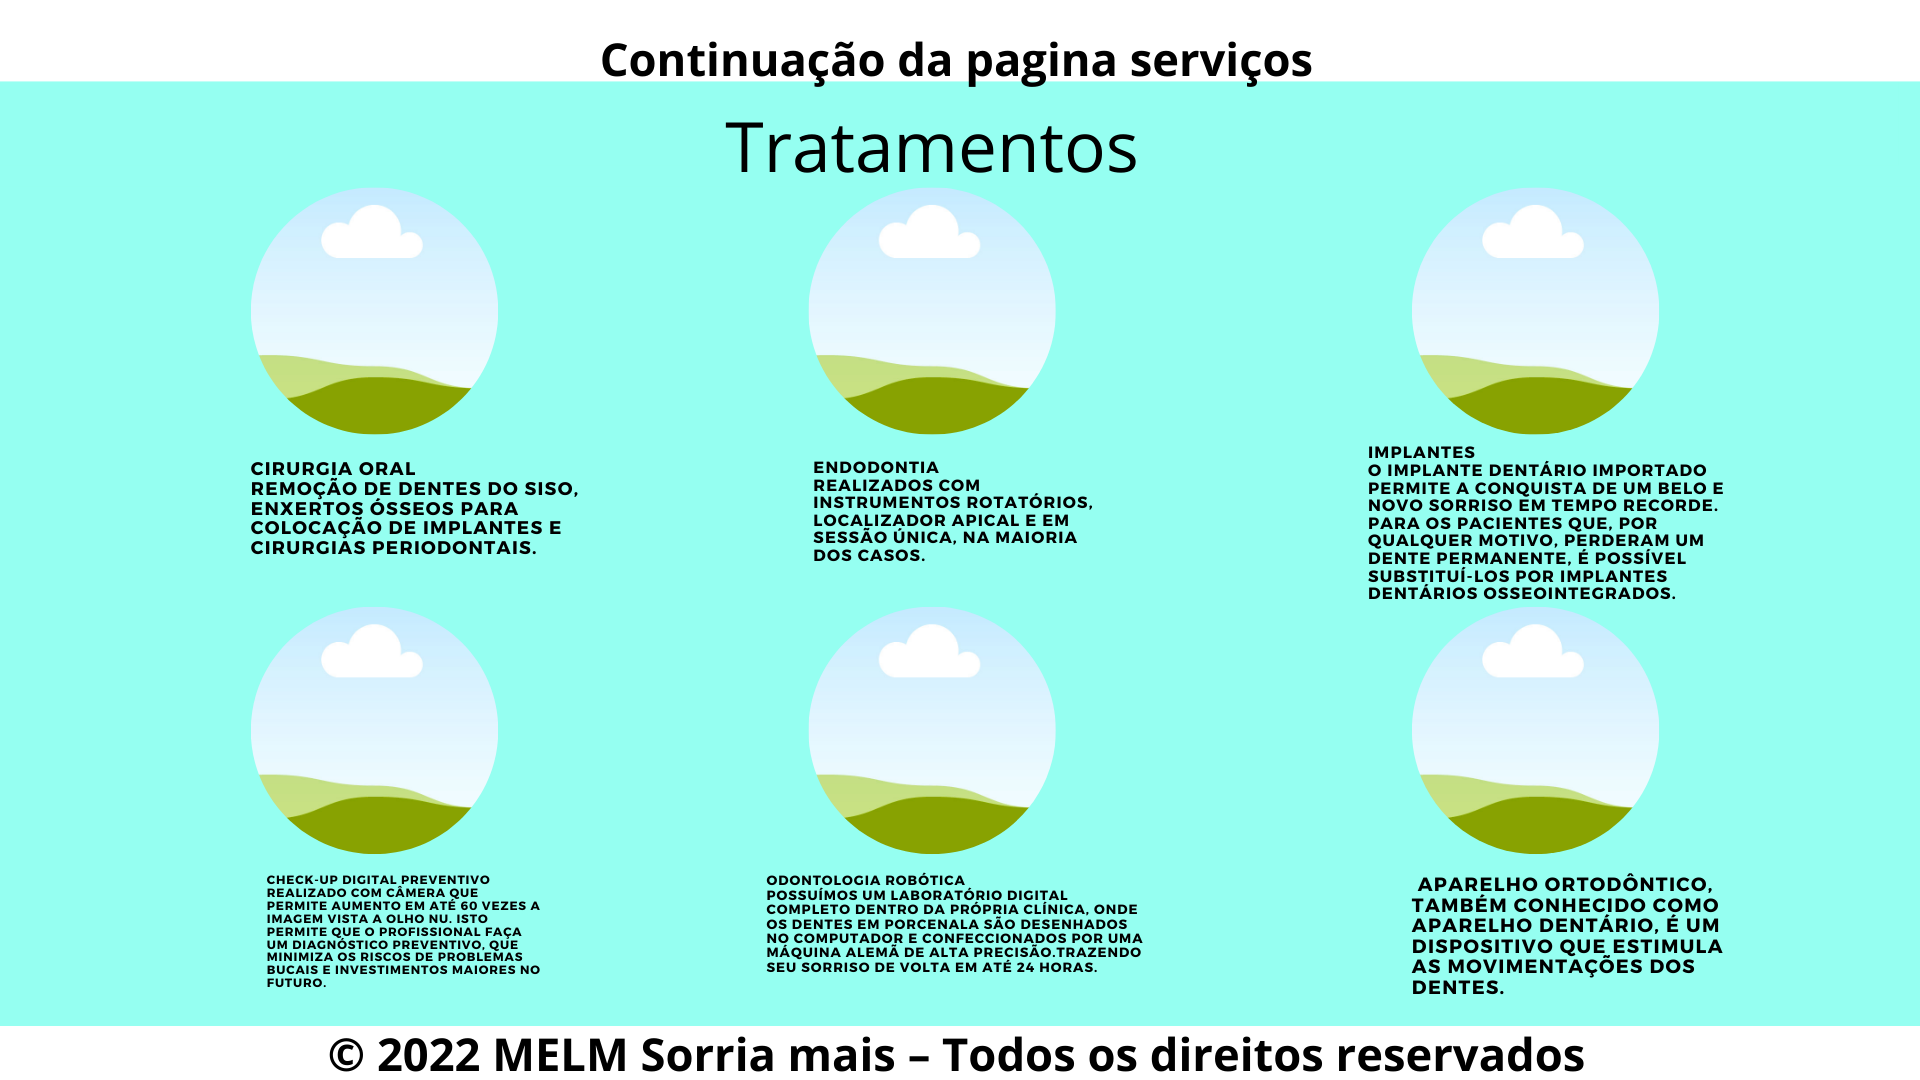 Continuação da pagina serviços
Tratamentos
CIRURGIA ORAL
REMOÇÃO DE DENTES DO SISO,
ENXERTOS ÓSSEOS PARA
COLOCAÇÃO DE IMPLANTES E
CIRURGIAS PERIODONTAIS.
ENDODONTIA
REALIZADOS COM
INSTRUMENTOS ROTATÓRIOS,
LOCALIZADOR APICAL E EM
SESSÃO ÚNICA, NA MAIORIA
DOS CASOS.
IMPLANTES
O IMPLANTE DENTÁRIO IMPORTADO
PERMITE A CONQUISTA DE UM BELO E
NOVO SORRISO EM TEMPO RECORDE.
PARA OS PACIENTES QUE, POR
QUALQUER MOTIVO, PERDERAM UM
DENTE PERMANENTE, É POSSÍVEL
SUBSTITUÍ-LOS POR IMPLANTES
DENTÁRIOS OSSEOINTEGRADOS.
CHECK-UP DIGITAL PREVENTIVO
REALIZADO COM CÂMERA QUE
PERMITE AUMENTO EM ATÉ 60 VEZES A
IMAGEM VISTA A OLHO NU. ISTO
PERMITE QUE O PROFISSIONAL FAÇA
UM DIAGNÓSTICO PREVENTIVO, QUE
MINIMIZA OS RISCOS DE PROBLEMAS
BUCAIS E INVESTIMENTOS MAIORES NO
FUTURO.
ODONTOLOGIA ROBÓTICA
POSSUÍMOS UM LABORATÓRIO DIGITAL
COMPLETO DENTRO DA PRÓPRIA CLÍNICA, ONDE
OS DENTES EM PORCENALA SÃO DESENHADOS
NO COMPUTADOR E CONFECCIONADOS POR UMA
MÁQUINA ALEMÃ DE ALTA PRECISÃO.TRAZENDO
SEU SORRISO DE VOLTA EM ATÉ 24 HORAS.
APARELHO ORTODÔNTICO,
TAMBÉM CONHECIDO COMO
APARELHO DENTÁRIO, É UM
DISPOSITIVO QUE ESTIMULA
AS MOVIMENTAÇÕES DOS
DENTES.
© 2022 MELM Sorria mais – Todos os direitos reservados